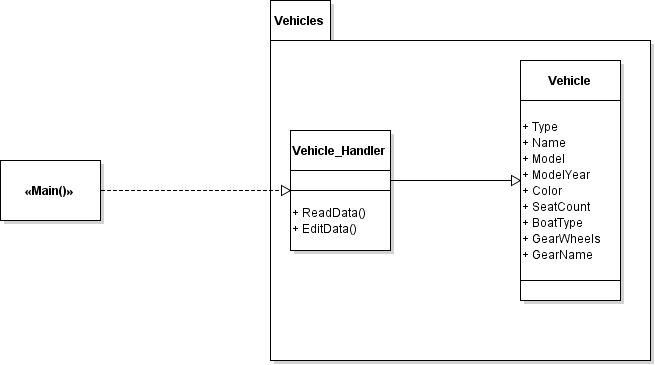 Vehicles
Vehicle
+ Type
+ Name
+ Model
+ ModelYear
+ Color
+ SeatCount
+ BoatType
+ GearWheels
+ GearName
Vehicle_Handler
+ ReadData()
+ EditData()
«Main()»